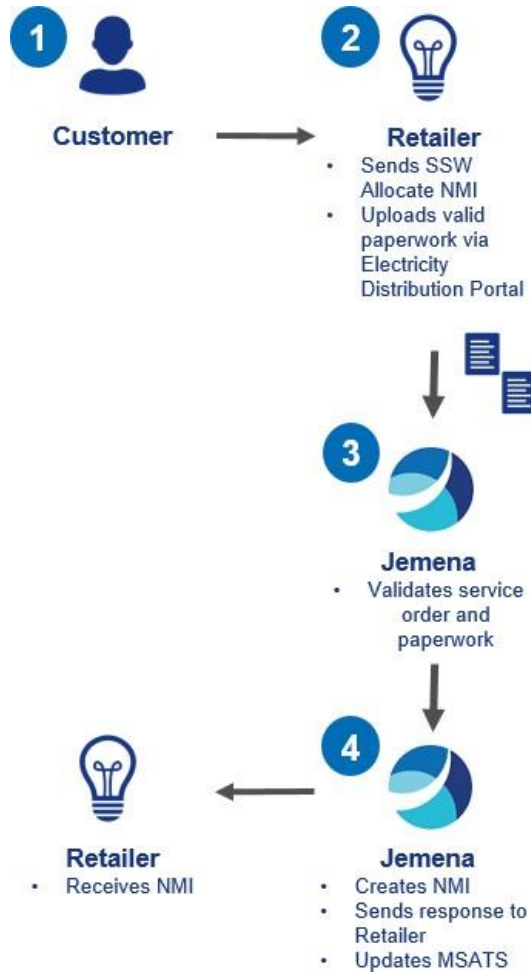 1
2
Customer
Retailer
• Sends SSW
Allocate NMI
• Uploads valid
paperwork via
Electricity
Distribution Portal
3
Jemena
• Validates service
order and
paperwork
4
Retailer
• Receives NMI
Jemena
• Creates NMI
• Sends response to
Retailer
• Updates MSATS